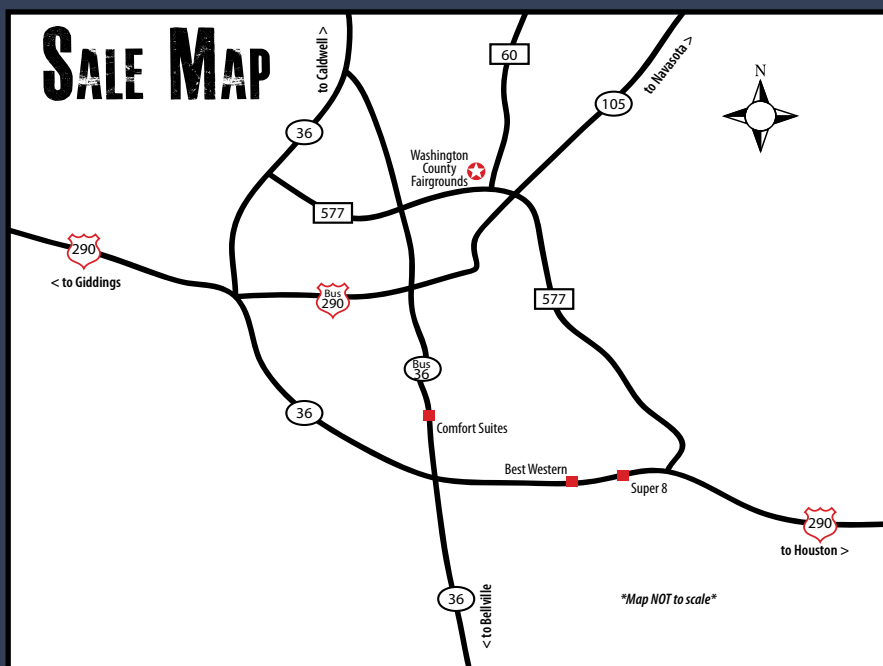 SALE MAP
to Caldwell >
60
to Navasota >
N
105
36
Washington
County
Fairgrounds
577
290
< to Giddings
Bus
290
577
Bus
36
36
Comfort Suites
Best Western
Super 8
290
to Houston >
36
< to Bellville
*Map NOT to scale*